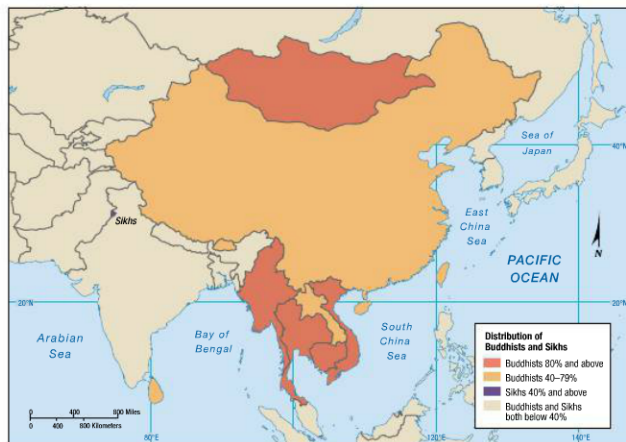 Sikhs
Sea of
Japan
40°N
East
China
Sea
PACIFIC
OCEAN
N
20°N
20°N
Arabian
Sea
Bay of
Bengal
South
China
Sea
Distribution of
Buddhists and Sikhs
Buddhists 80% and above
Buddhists 40–79%
Sikhs 40% and above
Buddhists and Sikhs
both below 40%
0 400 800 Miles
0 400 800 Kilometers
80°E
120°E